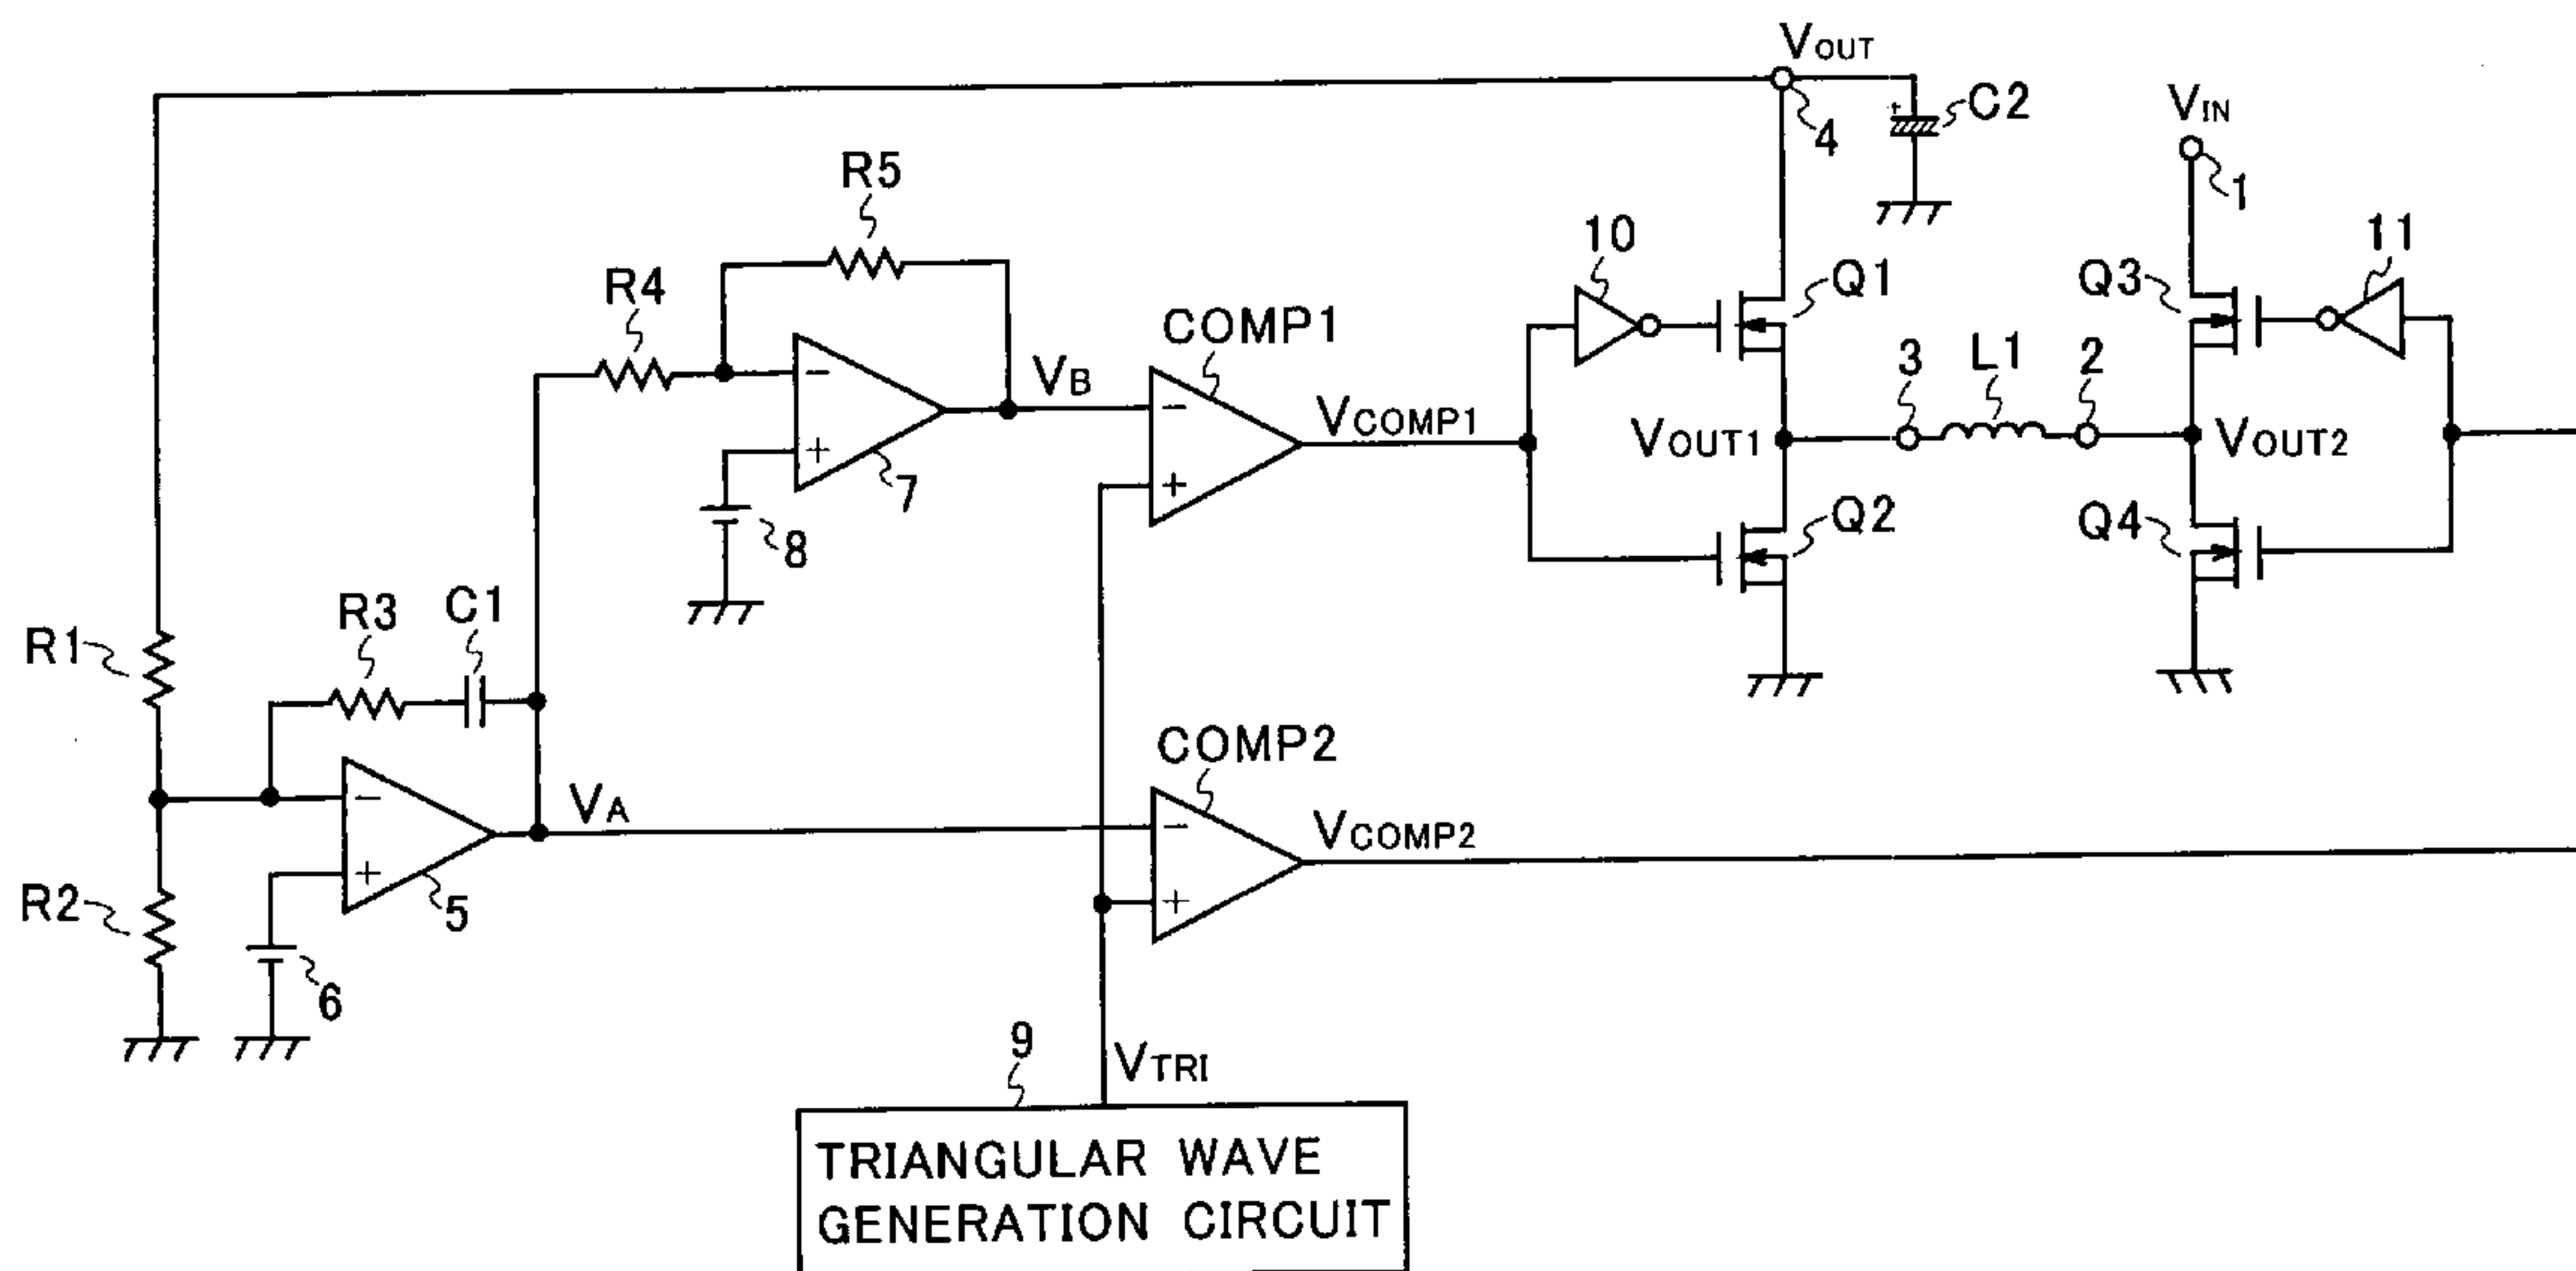 VOUT
C2
4
VIN
1
R5
R4
10
Q1
Q3
11
COMP1
VB
−
+
7
8
−
+
VCOMP1
VOUT1
3
L1
2
VOUT2
Q2
Q4
R1
R3
C1
COMP2
VA
−
+
5
−
+
VCOMP2
R2
6
9
VTRI
TRIANGULAR WAVE
GENERATION CIRCUIT